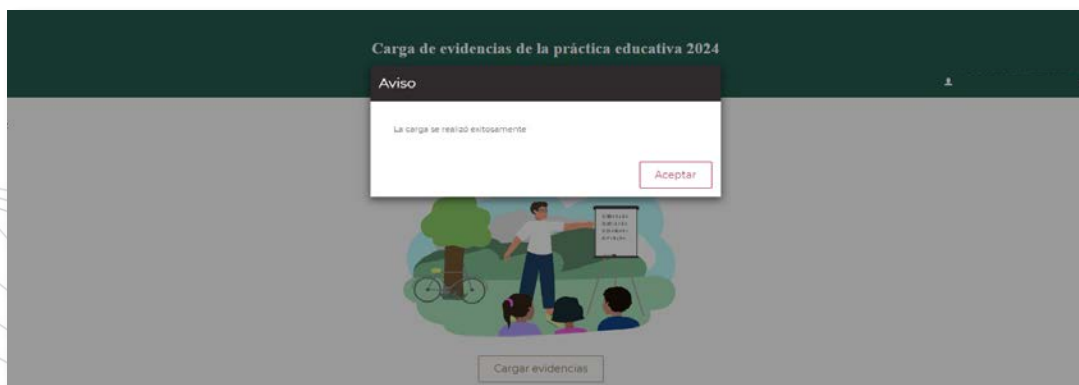 Carga de evidencias de la práctica educativa 2024
Aviso
La carga se realizó exitosamente
Aceptar
Cargar evidencias